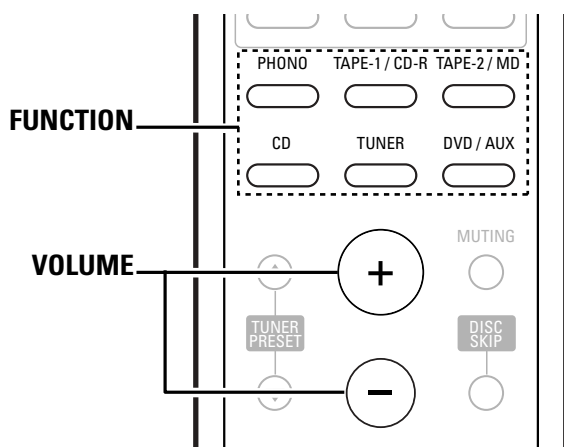 PHONO TAPE-1 / CD-R TAPE-2 / MD
FUNCTION
CD TUNER DVD / AUX
VOLUME
MUTING
+
TUNER
PRESET
DISC
SKIP
−